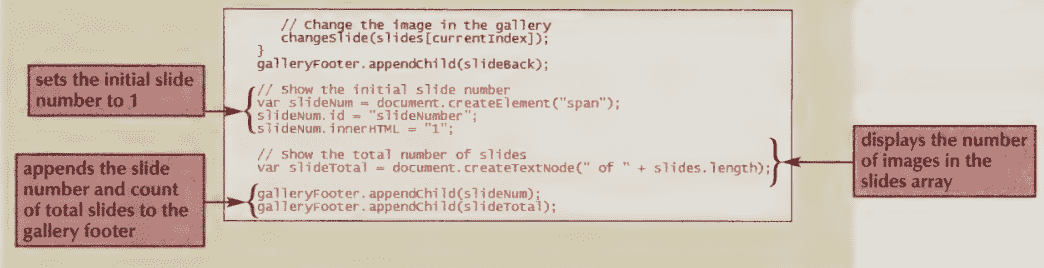 // Change the image in the gallery
changeSlide(slides[currentIndex]);
}
galleryFooter.appendChild(slideBack);
sets the initial slide
number to 1
// Show the initial slide number
var slideNum = document.createElement("span");
slideNum.id = "slideNumber";
slideNum.innerHTML = "1";
// Show the total number of slides
var slideTotal = document.createTextNode(" of " + slides.length);
displays the number
of images in the
slides array
appends the slide
number and count
of total slides to the
gallery footer
galleryFooter.appendChild(slideNum);
galleryFooter.appendChild(slideTotal);